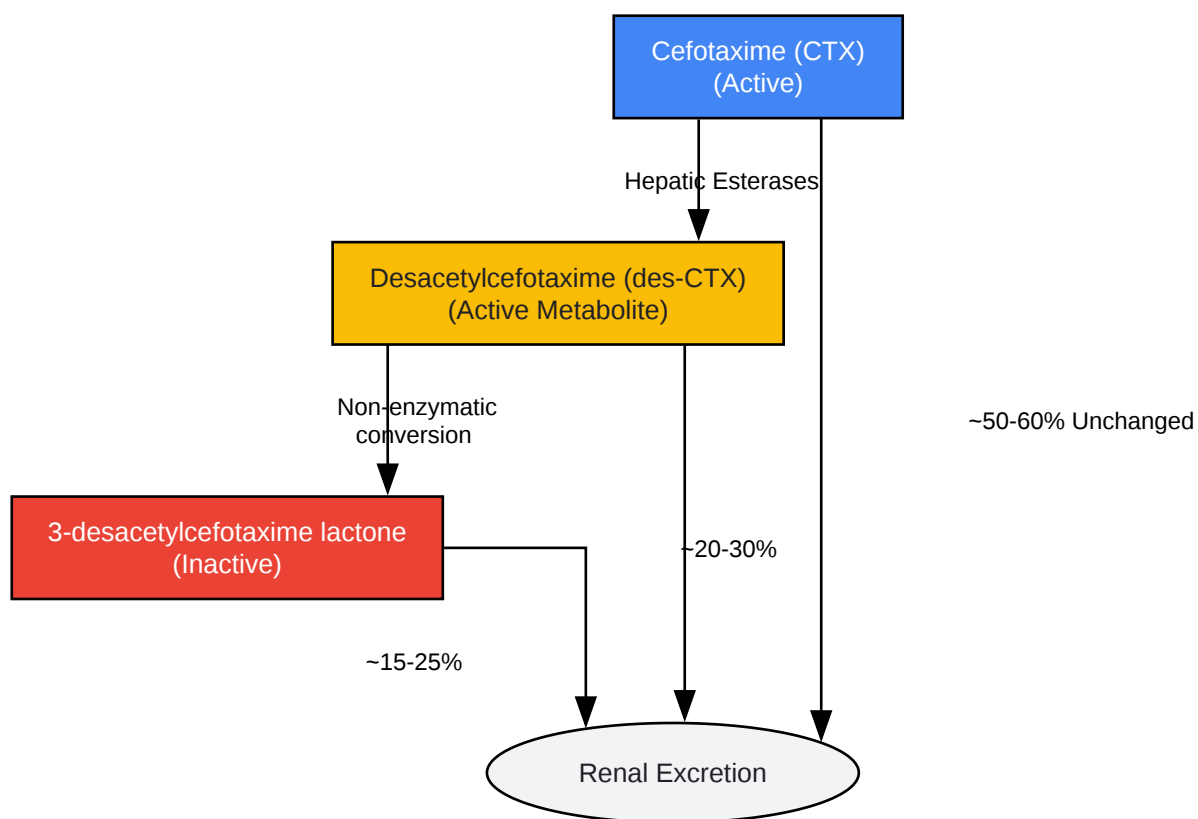 Cefotaxime (CTX)
(Active)
Hepatic Esterases
Desacetylcefotaxime (des-CTX)
(Active Metabolite)
Non-enzymatic
conversion
~50-60% Unchanged
3-desacetylcefotaxime lactone
(Inactive)
~20-30%
~15-25%
Renal Excretion